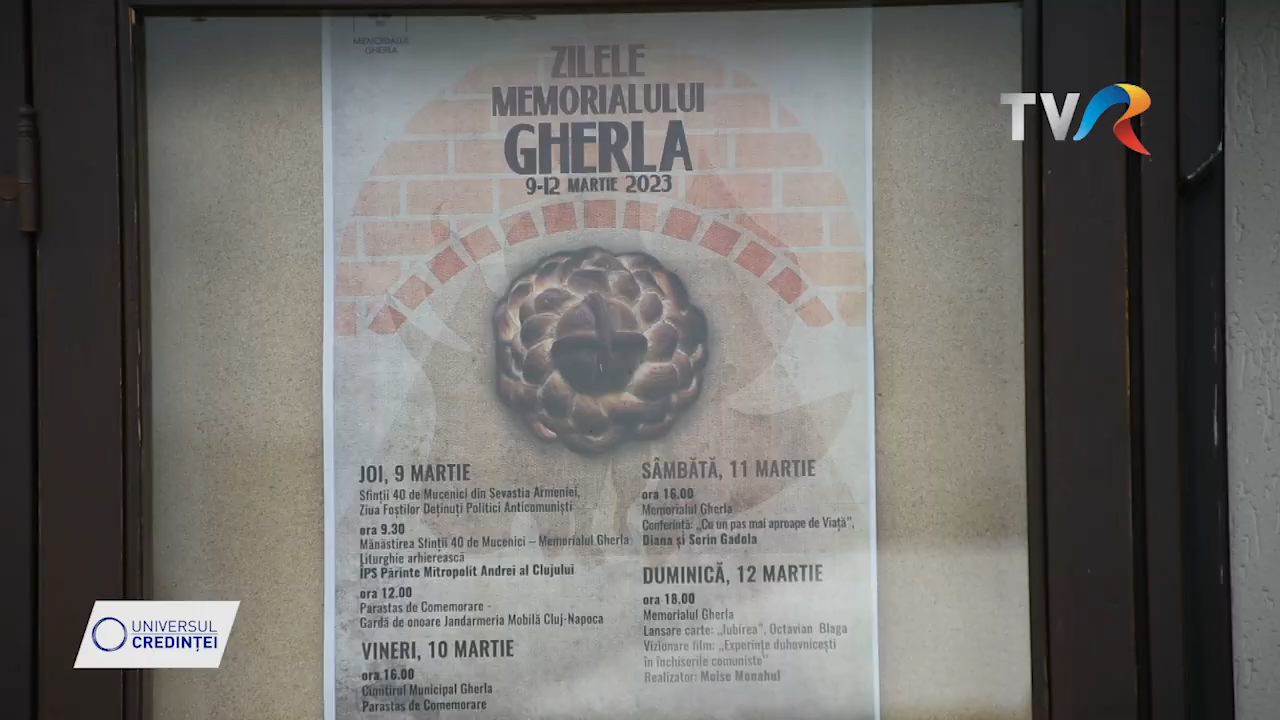 MEMORIALUL
GHERLA
ZILELE
MEMORIALULUI
GHERLA
9-12 MARTIE 2023
TVR
JOI, 9 MARTIE
Sfinții 40 de Mucenici din Sevastia Armeniei,
Ziua Foștilor Deținuți Politici Anticomuniști
ora 9.30
Mănăstirea Sfinții 40 de Mucenici – Memorialul Gherla
Liturghie arhierească
ÎPS Părinte Mitropolit Andrei al Clujului
ora 12.00
Parastas de Comemorare -
Gardă de onoare Jandarmeria Mobilă Cluj-Napoca
VINERI, 10 MARTIE
ora 16.00
Cimitirul Municipal Gherla
Parastas de Comemorare
SÂMBĂTĂ, 11 MARTIE
ora 16.00
Memorialul Gherla
Conferință: „Cu un pas mai aproape de Viață”,
Diana și Sorin Gadola
DUMINICĂ, 12 MARTIE
ora 18.00
Memorialul Gherla
Lansare carte: „Iubirea”, Octavian Blaga
Vizionare film: „Experințe duhovnicești
în închisorile comuniste”
Realizator: Moise Monahul
UNIVERSUL
CREDINȚEI